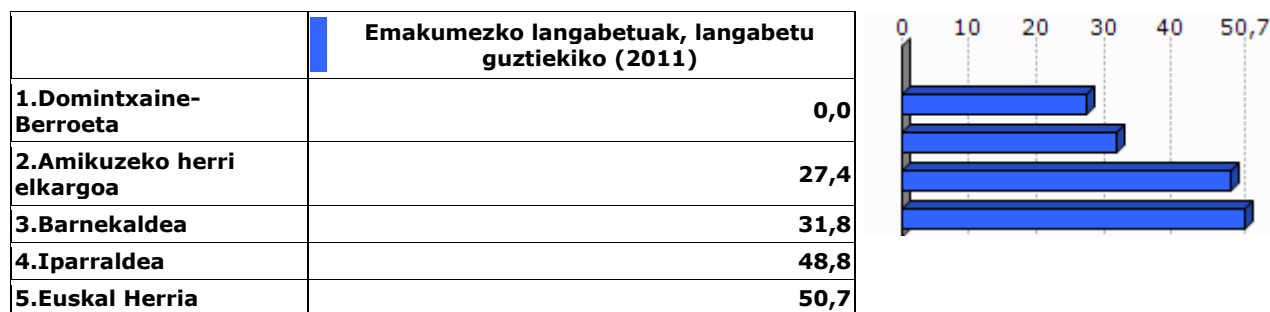 Emakumezko langabetuak, langabetu
guztiekiko (2011)
1.Domintxaine-
Berroeta
0,0
2.Amikuzeko herri
elkargoa
27,4
3.Barnekaldea
31,8
4.Iparraldea
48,8
5.Euskal Herria
50,7
0 10 20 30 40 50,7